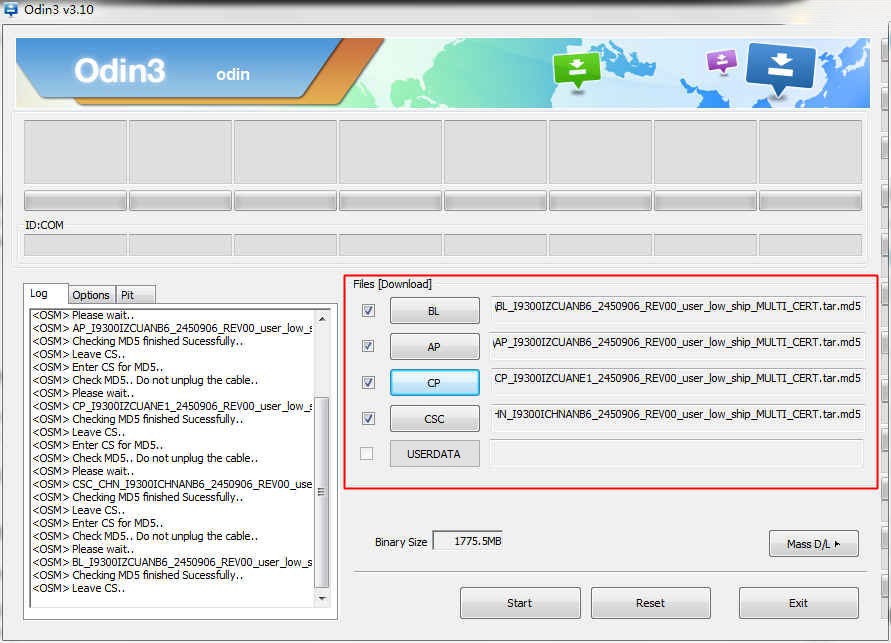 Odin3 v3.10
Odin3
odin
ID:COM
Log
Options
Pit
<OSM> Please wait..
<OSM> AP_I9300IZCUANB6_2450906_REV00_user_low_s
<OSM> Checking MD5 finished Sucessfully..
<OSM> Leave CS..
<OSM> Enter CS for MD5..
<OSM> Check MD5.. Do not unplug the cable..
<OSM> Please wait..
<OSM> CP_I9300IZCUANE1_2450906_REV00_user_low_s
<OSM> Checking MD5 finished Sucessfully..
<OSM> Leave CS..
<OSM> Enter CS for MD5..
<OSM> Check MD5.. Do not unplug the cable..
<OSM> Please wait..
<OSM> CSC_CHN_I9300ICHNANB6_2450906_REV00_use
<OSM> Checking MD5 finished Sucessfully..
<OSM> Leave CS..
<OSM> Enter CS for MD5..
<OSM> Check MD5.. Do not unplug the cable..
<OSM> Please wait..
<OSM> BL_I9300IZCUANB6_2450906_REV00_user_low_s
<OSM> Checking MD5 finished Sucessfully..
<OSM> Leave CS..
Files [Download]
BL
\BL_I9300IZCUANB6_2450906_REV00_user_low_ship_MULTI_CERT.tar.md5
AP
\AP_I9300IZCUANB6_2450906_REV00_user_low_ship_MULTI_CERT.tar.md5
CP
CP_I9300IZCUANE1_2450906_REV00_user_low_ship_MULTI_CERT.tar.md5
CSC
HN_I9300ICHNANB6_2450906_REV00_user_low_ship_MULTI_CERT.tar.md5
USERDATA
Binary Size
1775.5MB
Mass D/L
Start
Reset
Exit